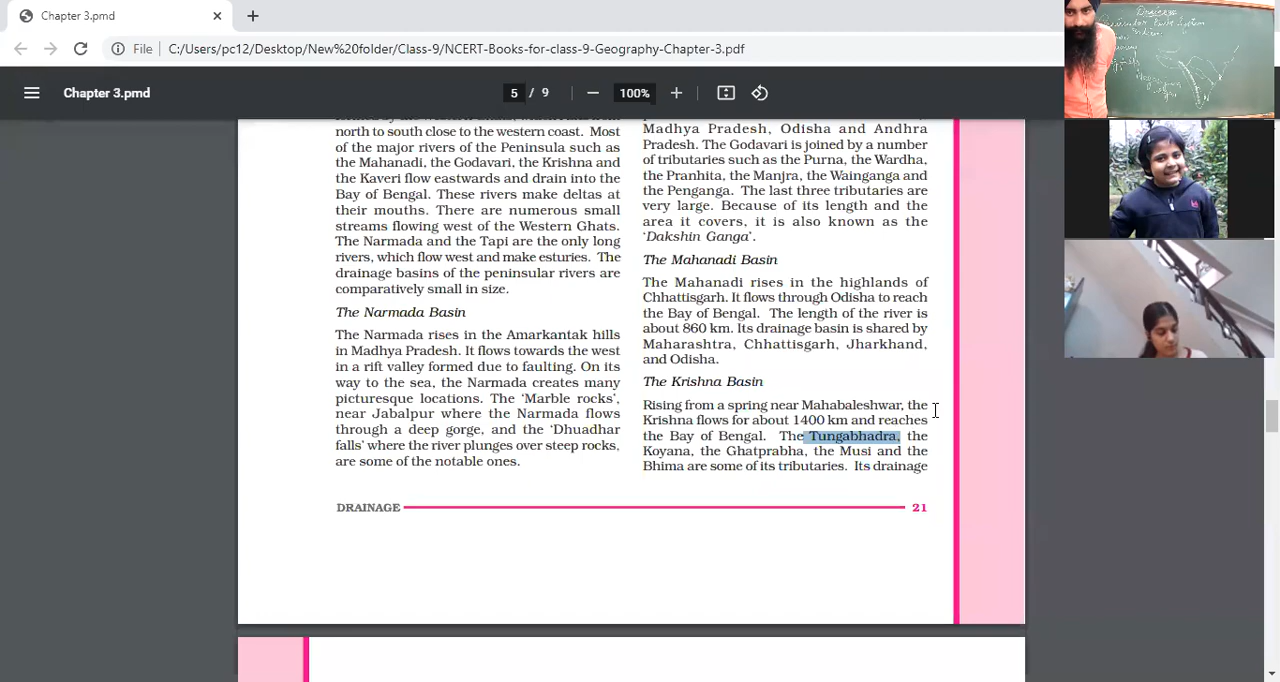 Chapter 3.pmd
File
C:/Users/pc12/Desktop/New%20folder/Class-9/NCERT-Books-for-class-9-Geography-Chapter-3.pdf
Chapter 3.pmd
5 / 9
100%
north to south close to the western coast. Most
of the major rivers of the Peninsula such as
the Mahanadi, the Godavari, the Krishna and
the Kaveri flow eastwards and drain into the
Bay of Bengal. These rivers make deltas at
their mouths. There are numerous small
streams flowing west of the Western Ghats.
The Narmada and the Tapi are the only long
rivers, which flow west and make esturies. The
drainage basins of the peninsular rivers are
comparatively small in size.
The Narmada Basin
The Narmada rises in the Amarkantak hills
in Madhya Pradesh. It flows towards the west
in a rift valley formed due to faulting. On its
way to the sea, the Narmada creates many
picturesque locations. The ‘Marble rocks’,
near Jabalpur where the Narmada flows
through a deep gorge, and the ‘Dhuadhar
falls’ where the river plunges over steep rocks,
are some of the notable ones.
Madhya Pradesh, Odisha and Andhra
Pradesh. The Godavari is joined by a number
of tributaries such as the Purna, the Wardha,
the Pranhita, the Manjra, the Wainganga and
the Penganga. The last three tributaries are
very large. Because of its length and the
area it covers, it is also known as the
‘Dakshin Ganga’.
The Mahanadi Basin
The Mahanadi rises in the highlands of
Chhattisgarh. It flows through Odisha to reach
the Bay of Bengal. The length of the river is
about 860 km. Its drainage basin is shared by
Maharashtra, Chhattisgarh, Jharkhand,
and Odisha.
The Krishna Basin
Rising from a spring near Mahabaleshwar, the
Krishna flows for about 1400 km and reaches
the Bay of Bengal. The Tungabhadra, the
Koyana, the Ghatprabha, the Musi and the
Bhima are some of its tributaries. Its drainage
DRAINAGE
21
Drainage
System